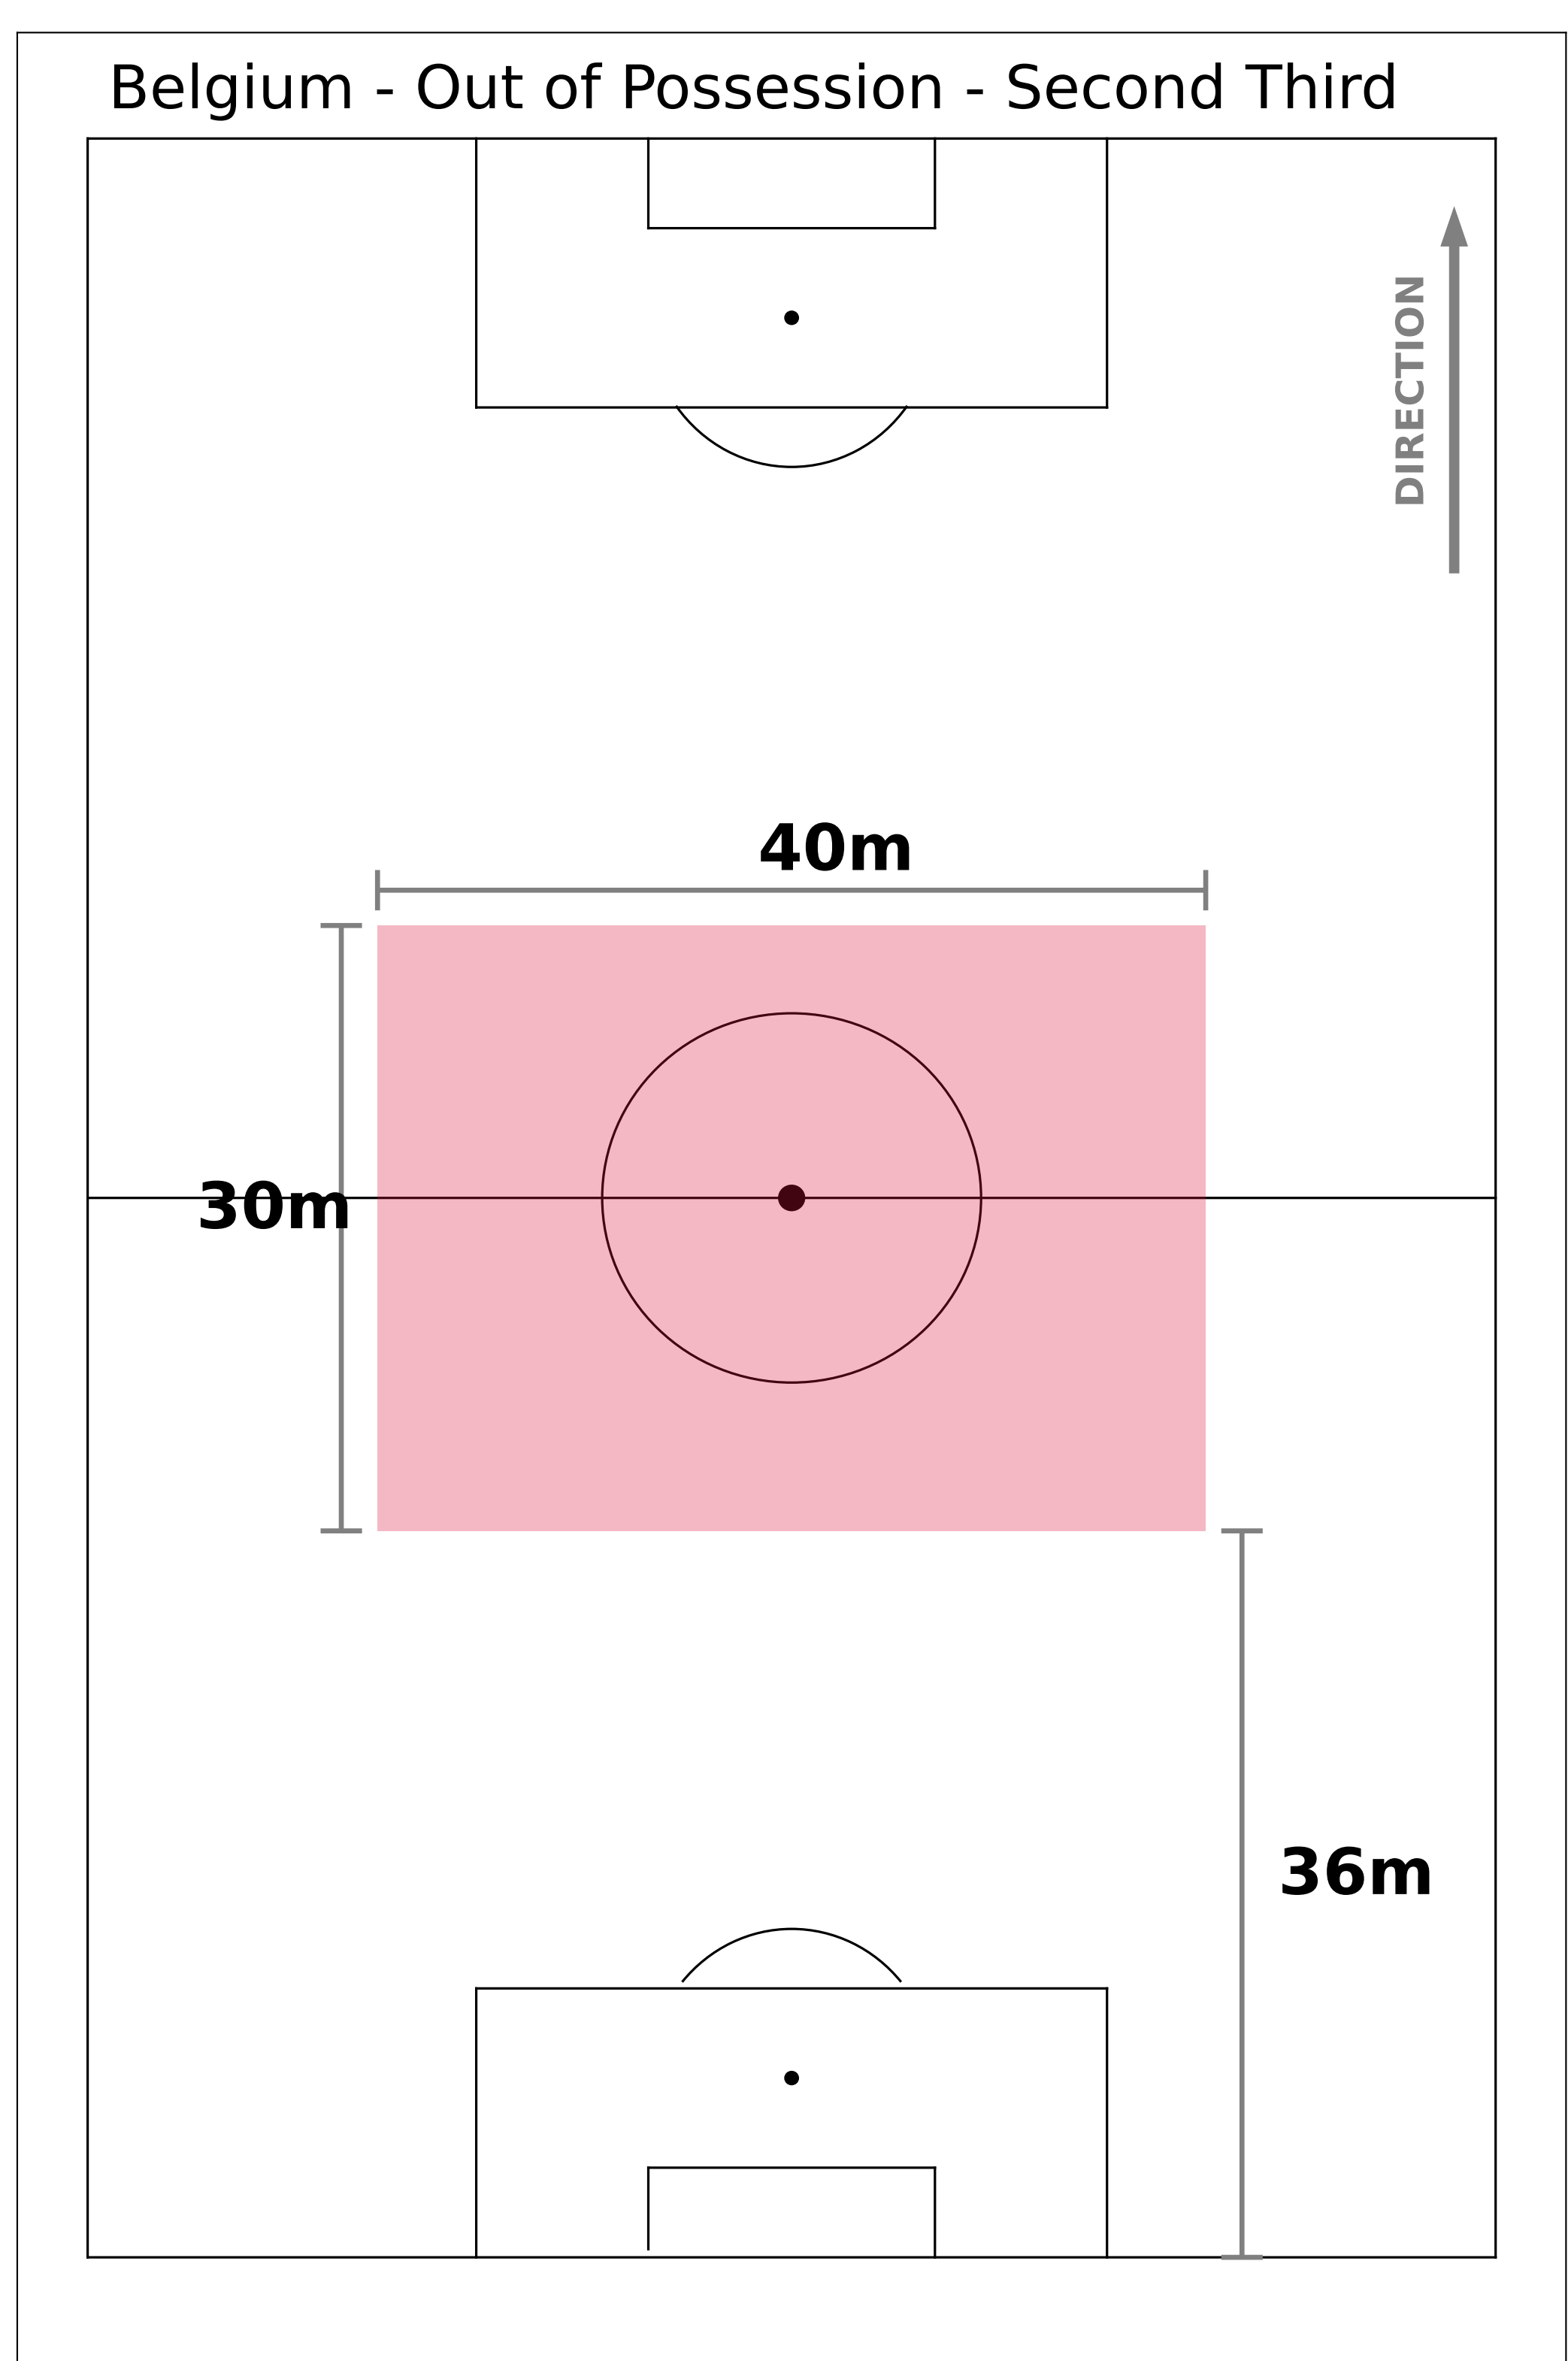 Belgium - Out of Possession - Second Third
DIRECTION
40m
30m
36m